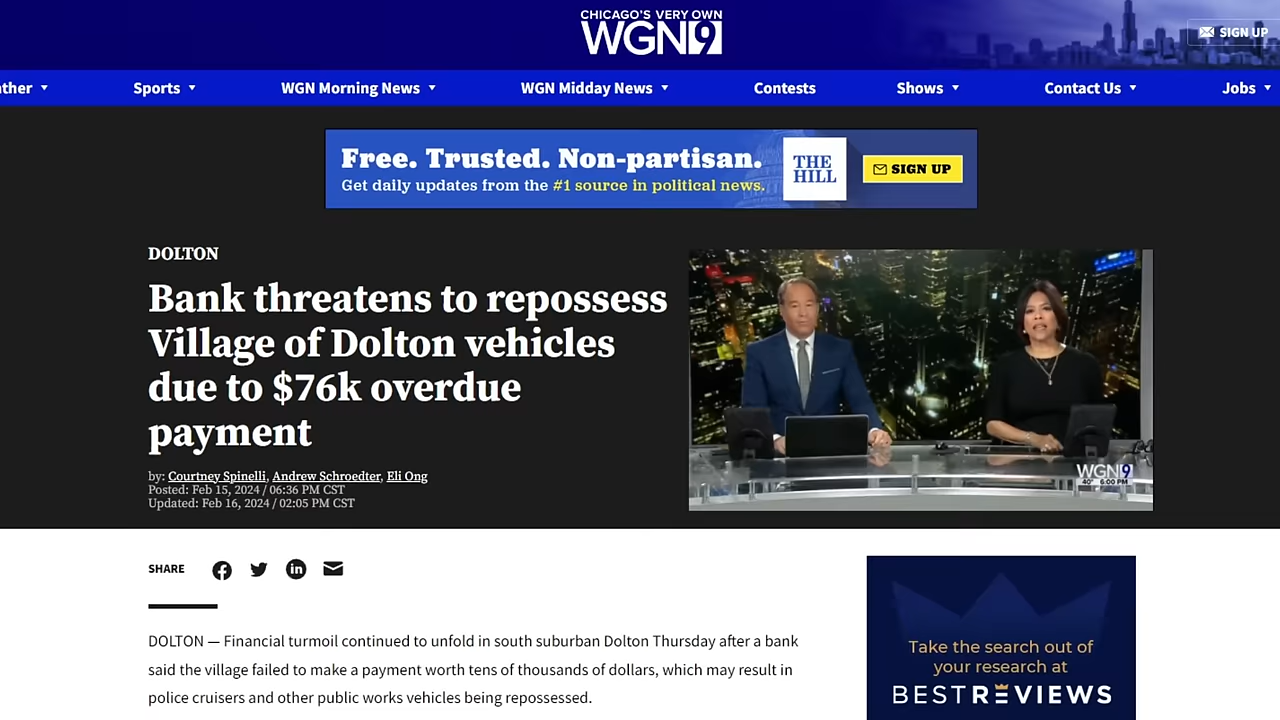 CHICAGO'S VERY OWN
WGN9
SIGN UP
ather
Sports
WGN Morning News
WGN Midday News
Contests
Shows
Contact Us
Jobs
Free. Trusted. Non-partisan.
Get daily updates from the #1 source in political news.
THE
HILL
SIGN UP
DOLTON
Bank threatens to repossess
Village of Dolton vehicles
due to $76k overdue
payment
by: Courtney Spinelli, Andrew Schroedter, Eli Ong
Posted: Feb 15, 2024 / 06:36 PM CST
Updated: Feb 16, 2024 / 02:05 PM CST
WGN9
40° 6:00 PM
SHARE
DOLTON — Financial turmoil continued to unfold in south suburban Dolton Thursday after a bank
said the village failed to make a payment worth tens of thousands of dollars, which may result in
police cruisers and other public works vehicles being repossessed.
Take the search out of
your research at
BESTREVIEWS